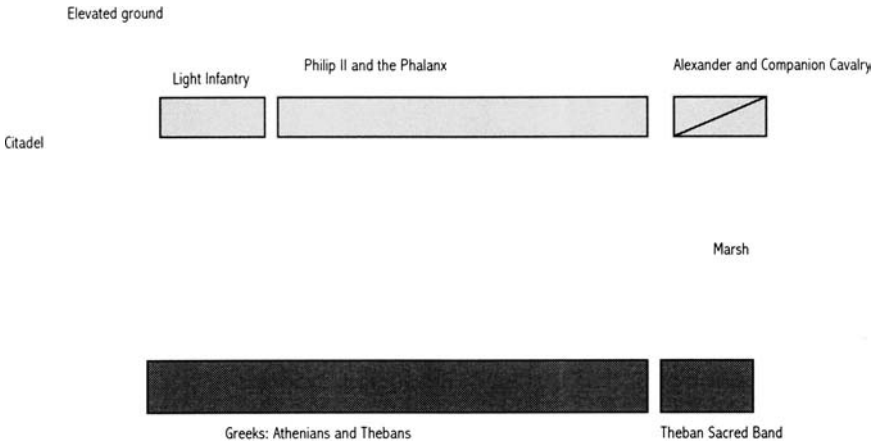 Elevated ground
Light Infantry
Philip II and the Phalanx
Alexander and Companion Cavalry
Citadel
Marsh
Greeks: Athenians and Thebans
Theban Sacred Band